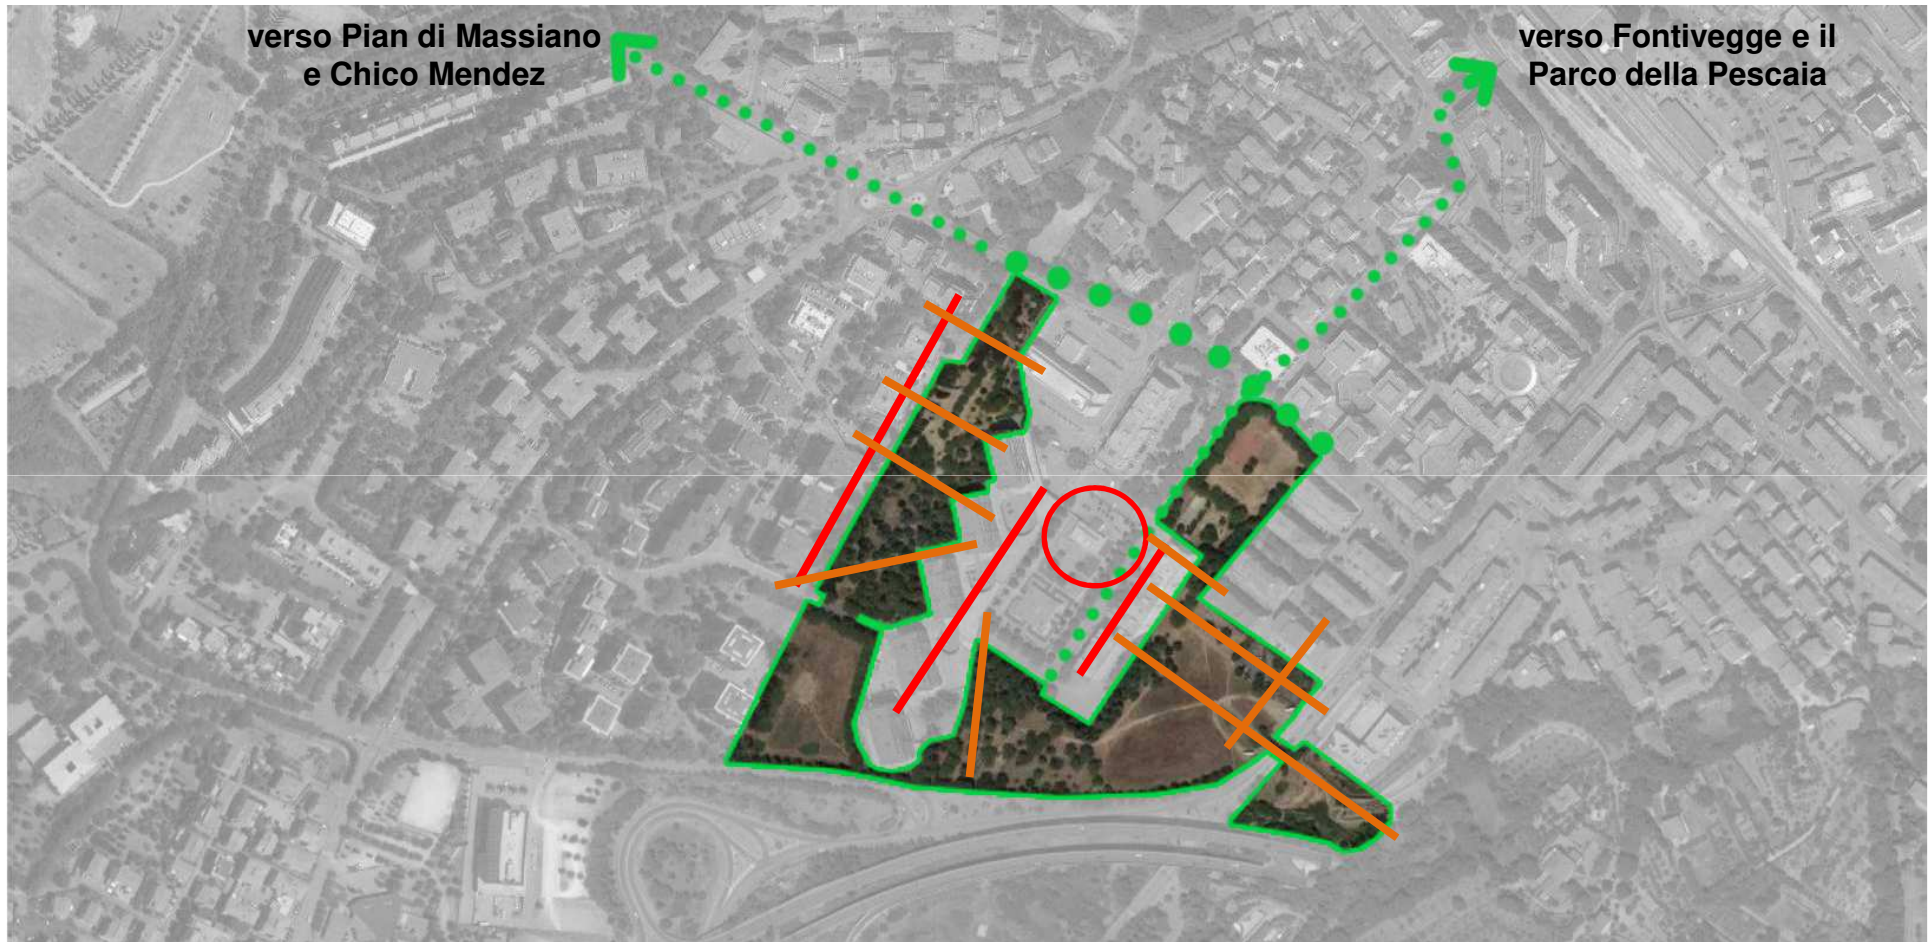 verso Pian di Massiano
e Chico Mendez
verso Fontivegge e il
Parco della Pescaia